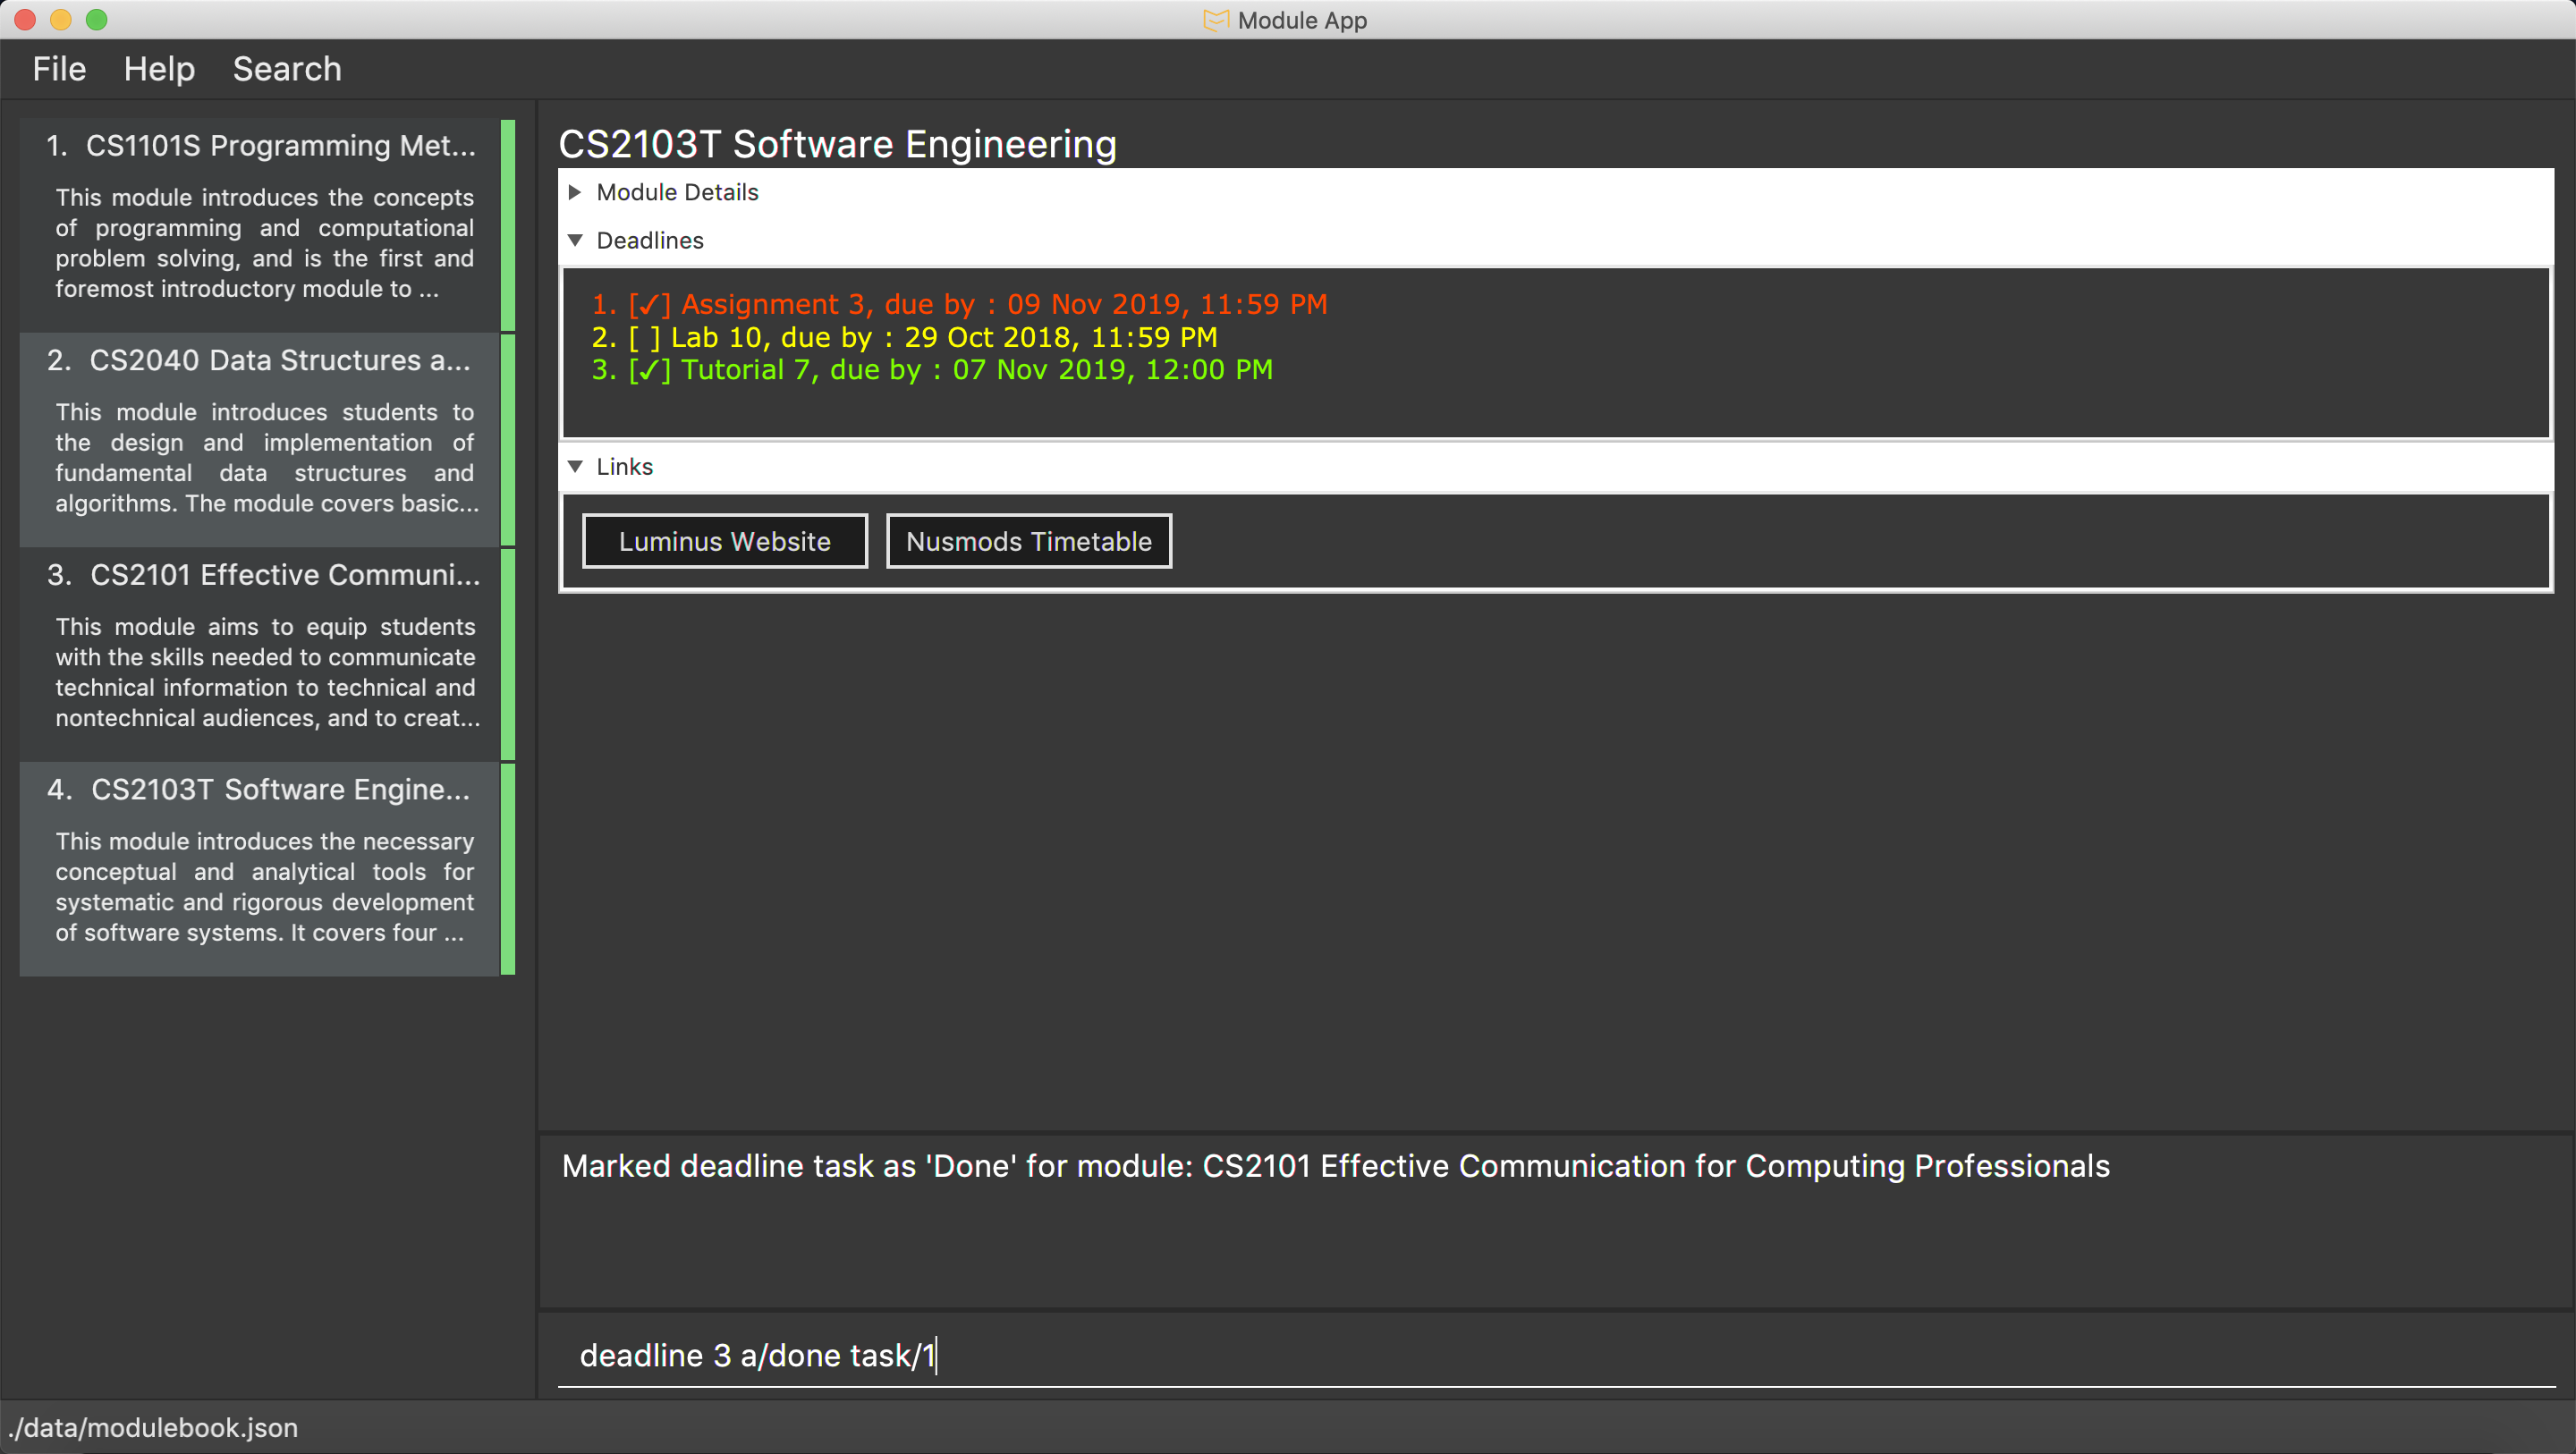 Module App
File Help Search
1. CS1101S Programming Met...
This module introduces the concepts
of programming and computational
problem solving, and is the first and
foremost introductory module to ...
2. CS2040 Data Structures a...
This module introduces students to
the design and implementation of
fundamental data structures and
algorithms. The module covers basic...
3. CS2101 Effective Communi...
This module aims to equip students
with the skills needed to communicate
technical information to technical and
nontechnical audiences, and to creat...
4. CS2103T Software Engine...
This module introduces the necessary
conceptual and analytical tools for
systematic and rigorous development
of software systems. It covers four ...
CS2103T Software Engineering
Module Details
Deadlines
1. [✓] Assignment 3, due by : 09 Nov 2019, 11:59 PM
2. [ ] Lab 10, due by : 29 Oct 2018, 11:59 PM
3. [✓] Tutorial 7, due by : 07 Nov 2019, 12:00 PM
Links
Luminus Website
Nusmods Timetable
Marked deadline task as 'Done' for module: CS2101 Effective Communication for Computing Professionals
deadline 3 a/done task/1
./data/modulebook.json